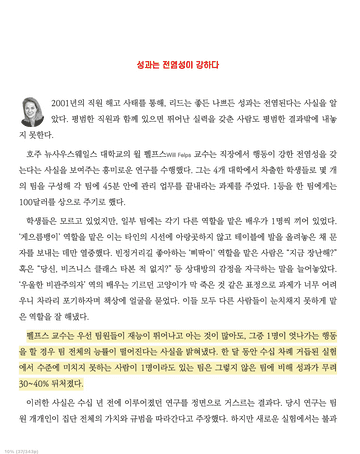 성과는 전염성이 강하다
2001년의 직원 해고 사태를 통해, 리드는 좋든 나쁘든 성과는 전염된다는 사실을 알
았다. 평범한 직원과 함께 있으면 뛰어난 실력을 갖춘 사람도 평범한 결과밖에 내놓
지 못한다.
호주 뉴사우스웨일스 대학교의 윌 펠프스Will Felps 교수는 직장에서 행동이 강한 전염성을 갖
는다는 사실을 보여주는 흥미로운 연구를 수행했다. 그는 4개 대학에서 차출한 학생들로 몇 개
의 팀을 구성해 각 팀에 45분 안에 관리 업무를 끝내라는 과제를 주었다. 1등을 한 팀에게는
100달러를 상으로 주기로 했다.
학생들은 모르고 있었지만, 일부 팀에는 각기 다른 역할을 맡은 배우가 1명씩 끼어 있었다.
'게으름뱅이' 역할을 맡은 이는 타인의 시선에 아랑곳하지 않고 테이블에 발을 올려놓은 채 문
자를 보내는 데만 열중했다. 빈정거리길 좋아하는 '삐딱이' 역할을 맡은 사람은 "지금 장난해?"
혹은 "당신, 비즈니스 클래스 타본 적 없지?" 등 상대방의 감정을 자극하는 말을 늘어놓았다.
'우울한 비관주의자' 역의 배우는 기르던 고양이가 막 죽은 것 같은 표정으로 과제가 너무 어려
우니 차라리 포기하자며 책상에 얼굴을 묻었다. 이들 모두 다른 사람들이 눈치채지 못하게 맡
은 역할을 잘 해냈다.
펠프스 교수는 우선 팀원들이 재능이 뛰어나고 아는 것이 많아도, 그중 1명이 엇나가는 행동
을 할 경우 팀 전체의 능률이 떨어진다는 사실을 밝혀냈다. 한 달 동안 수십 차례 거듭된 실험
에서 수준에 미치지 못하는 사람이 1명이라도 있는 팀은 그렇지 않은 팀에 비해 성과가 무려
30~40% 뒤처졌다.
이러한 사실은 수십 년 전에 이루어졌던 연구를 정면으로 거스르는 결과다. 당시 연구는 팀
원 개개인이 집단 전체의 가치와 규범을 따라간다고 주장했다. 하지만 새로운 실험에서는 불과